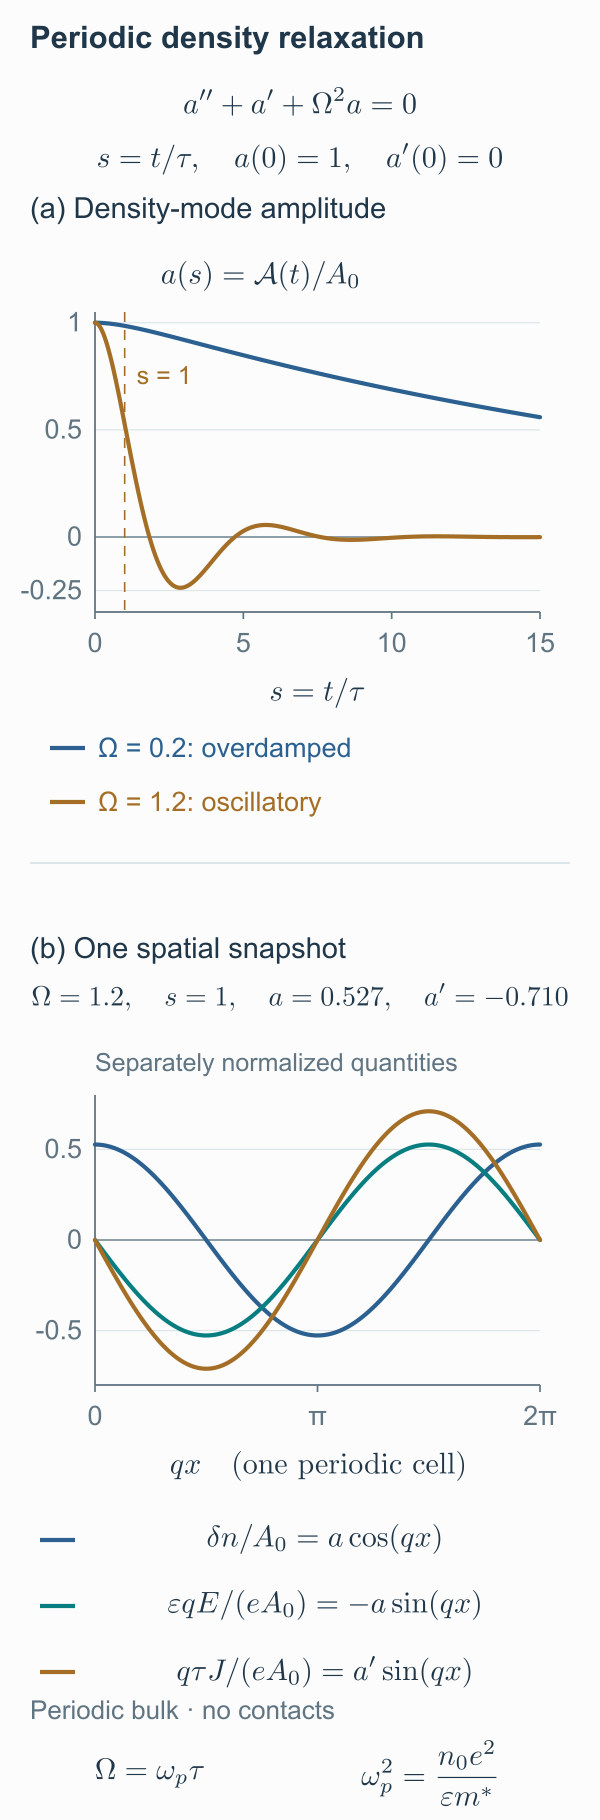 Periodic density relaxation
a″ + a′ + Ω²a = 0
s = t/τ,  a(0) = 1,  a′(0) = 0
(a) Density-mode amplitude
a(s) = 𝒜(t)/A₀
1
s = 1
0.5
0
-0.25
0 5 10 15
s = t/τ
Ω = 0.2: overdamped
Ω = 1.2: oscillatory
(b) One spatial snapshot
Ω = 1.2,  s = 1,  a = 0.527,  a′ = −0.710
Separately normalized quantities
0.5
0
-0.5
0 π 2π
qx (one periodic cell)
δn/A₀ = a cos(qx)
εqE/(eA₀) = −a sin(qx)
qτJ/(eA₀) = a′ sin(qx)
Periodic bulk · no contacts
Ω = ωₚτ  ωₚ² = n₀e²/εm*